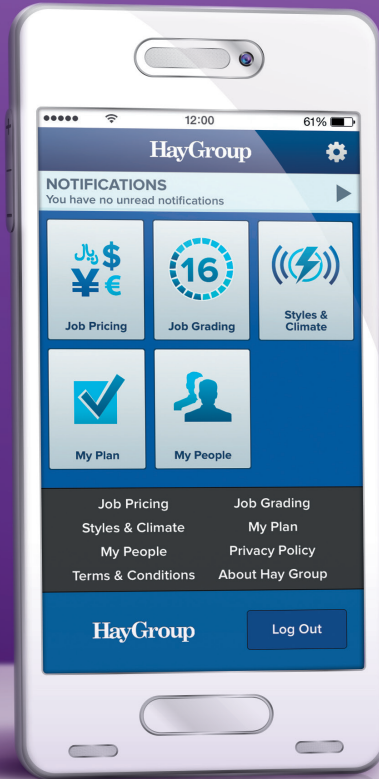 12:00
61%
HayGroup
NOTIFICATIONS
You have no unread notifications
﷼ $
¥ €
16
Job Pricing
Job Grading
Styles &
Climate
My Plan
My People
Job Pricing
Job Grading
Styles & Climate
My Plan
My People
Privacy Policy
Terms & Conditions
About Hay Group
HayGroup
Log Out